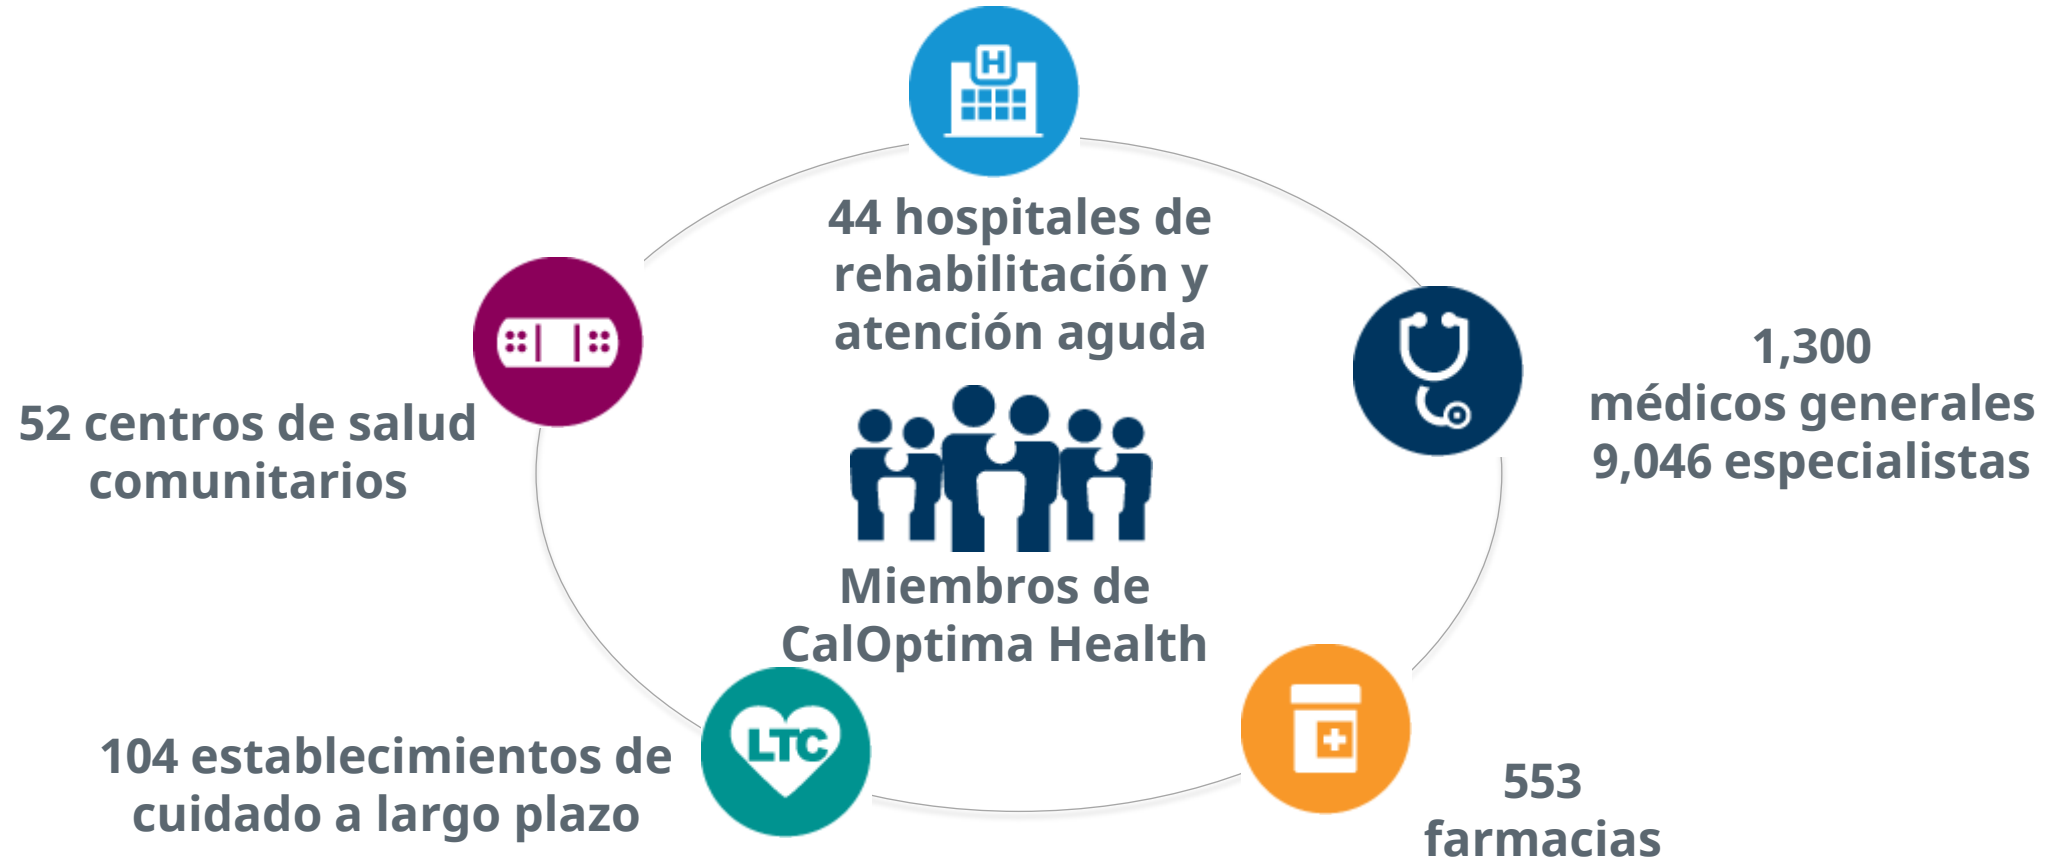 H
44 hospitales de
rehabilitación y
atención aguda
1,300
médicos generales
9,046 especialistas
52 centros de salud
comunitarios
Miembros de
CalOptima Health
LTC
104 establecimientos de
cuidado a largo plazo
553
farmacias